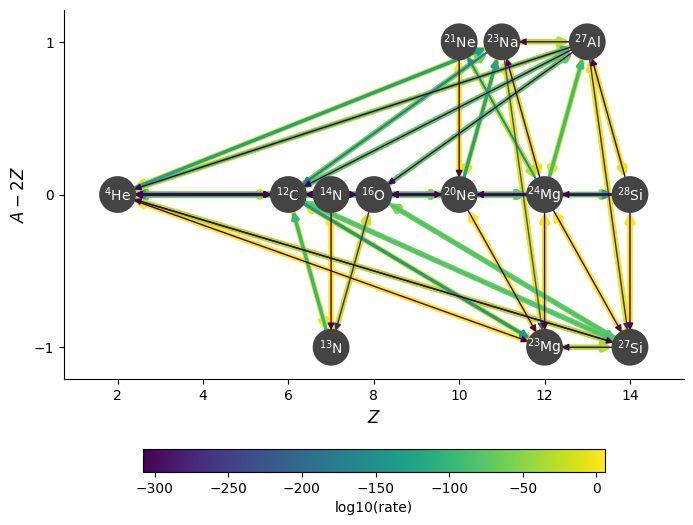 1
²¹Ne ²³Na ²⁷Al
A − 2Z
0
⁴He ¹²C ¹⁴N ¹⁶O ²⁰Ne ²⁴Mg ²⁸Si
−1
¹³N ²³Mg ²⁷Si
2 4 6 8 10 12 14
Z
−300 −250 −200 −150 −100 −50 0
log10(rate)